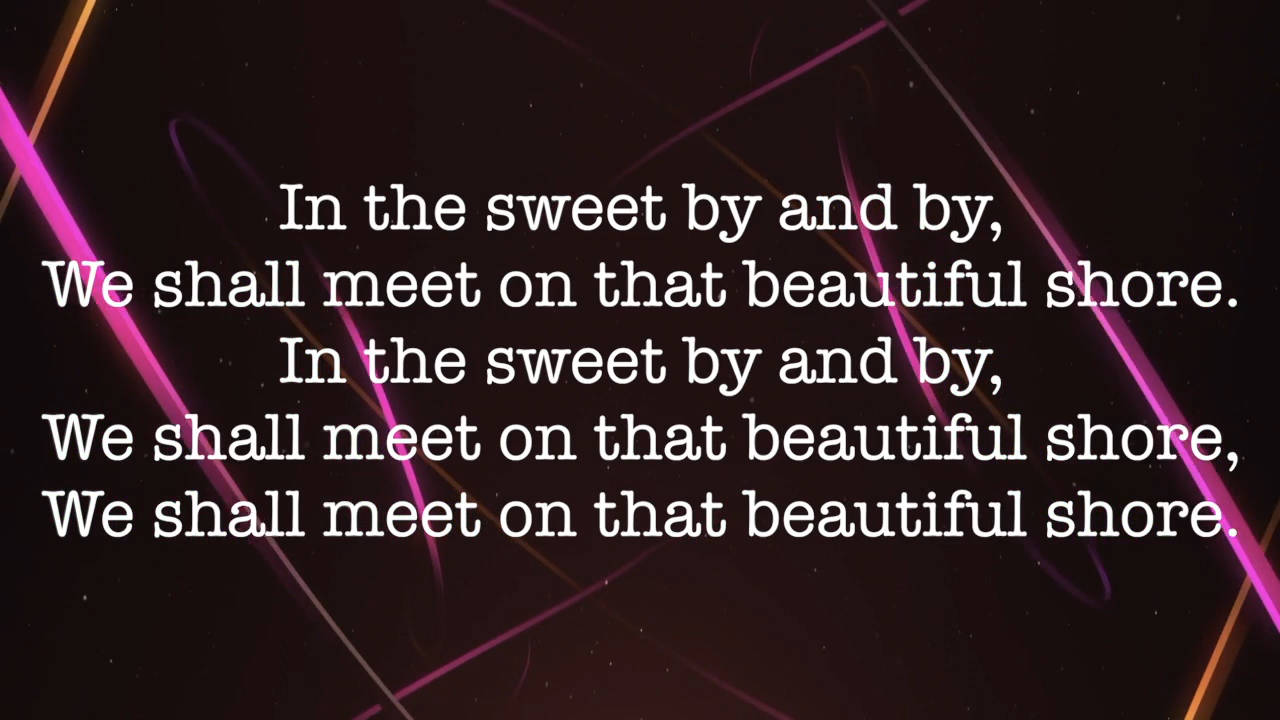 In the sweet by and by,
We shall meet on that beautiful shore.
In the sweet by and by,
We shall meet on that beautiful shore,
We shall meet on that beautiful shore.